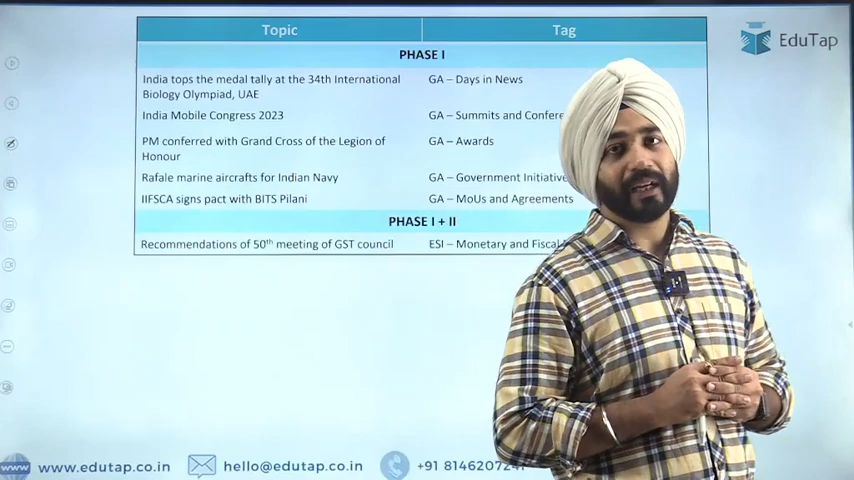 Topic Tag
EduTap
PHASE I
India tops the medal tally at the 34th International GA – Days in News
Biology Olympiad, UAE
India Mobile Congress 2023 GA – Summits and Confere
PM conferred with Grand Cross of the Legion of GA – Awards
Honour
Rafale marine aircrafts for Indian Navy GA – Government Initiative
IIFSCA signs pact with BITS Pilani GA – MoUs and Agreements
PHASE I + II
Recommendations of 50th meeting of GST council ESI – Monetary and Fiscal
www www.edutap.co.in hello@edutap.co.in +91 814620724